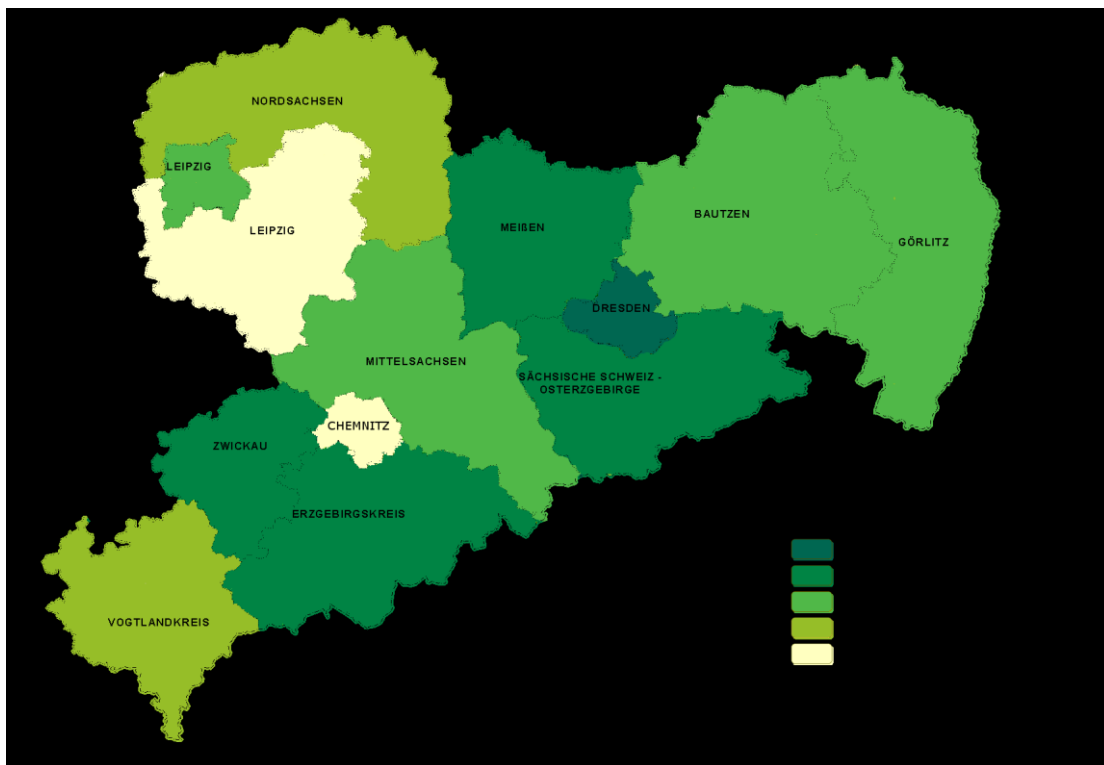 NORDSACHSEN
LEIPZIG
LEIPZIG
MEIßEN
BAUTZEN
GÖRLITZ
DRESDEN
MITTELSACHSEN
SÄCHSISCHE SCHWEIZ -
OSTERZGEBIRGE
CHEMNITZ
ZWICKAU
ERZGEBIRGSKREIS
VOGTLANDKREIS